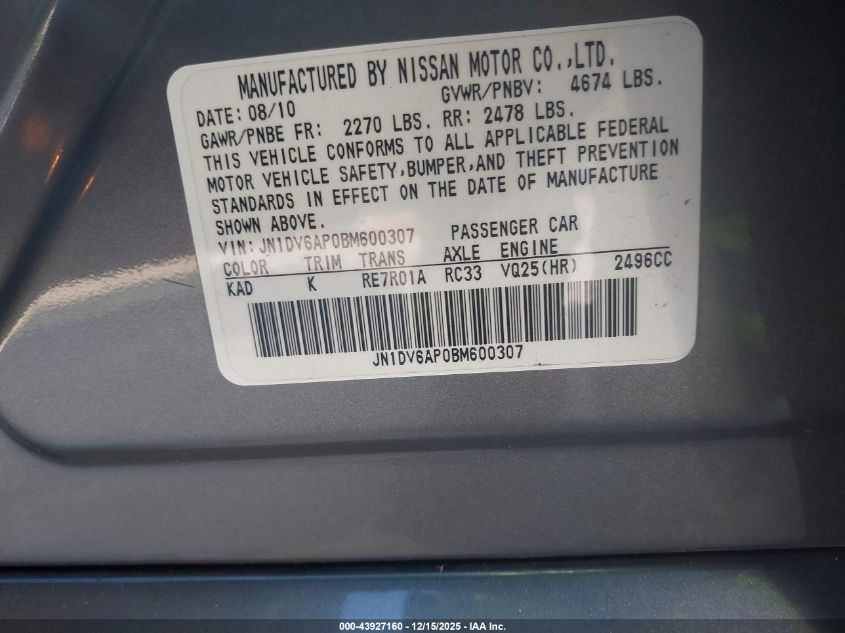 MANUFACTURED BY NISSAN MOTOR CO.,LTD.
DATE: 08/10 GVWR/PNBV: 4674 LBS.
GAWR/PNBE FR: 2270 LBS. RR: 2478 LBS.
THIS VEHICLE CONFORMS TO ALL APPLICABLE FEDERAL
MOTOR VEHICLE SAFETY,BUMPER,AND THEFT PREVENTION
STANDARDS IN EFFECT ON THE DATE OF MANUFACTURE
SHOWN ABOVE.
VIN: JN1DV6AP0BM600307 PASSENGER CAR
COLOR TRIM TRANS AXLE ENGINE
KAD K RE7R01A RC33 VQ25(HR) 2496CC
JN1DV6AP0BM600307
000-43927160 - 12/15/2025 - IAA Inc.